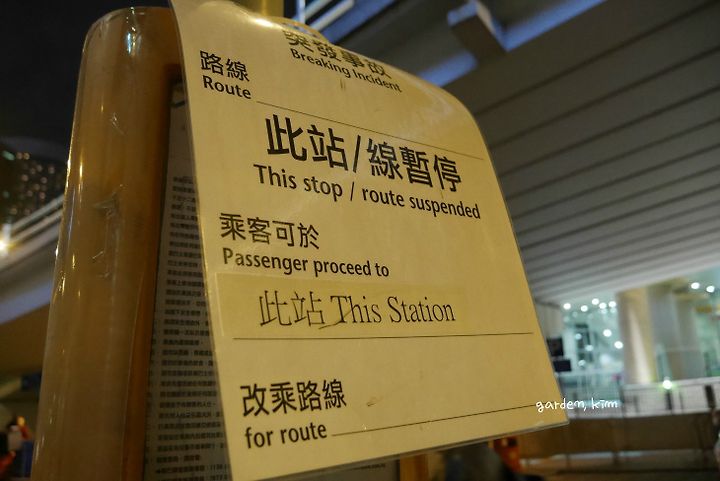 突發事故
Breaking Incident
路線
Route
此站/線暫停
This stop / route suspended
乘客可於
Passenger proceed to
此站 This Station
改乘路線
for route
garden, kim